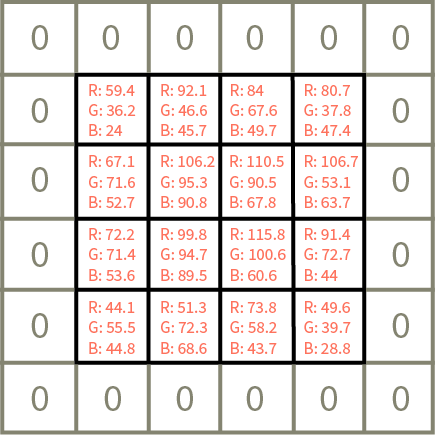 0 0 0 0 0 0
0 R: 59.4 R: 92.1 R: 84 R: 80.7 0
G: 36.2 G: 46.6 G: 67.6 G: 37.8
B: 24 B: 45.7 B: 49.7 B: 47.4
0 R: 67.1 R: 106.2 R: 110.5 R: 106.7 0
G: 71.6 G: 95.3 G: 90.5 G: 53.1
B: 52.7 B: 90.8 B: 67.8 B: 63.7
0 R: 72.2 R: 99.8 R: 115.8 R: 91.4 0
G: 71.4 G: 94.7 G: 100.6 G: 72.7
B: 53.6 B: 89.5 B: 60.6 B: 44
0 R: 44.1 R: 51.3 R: 73.8 R: 49.6 0
G: 55.5 G: 72.3 G: 58.2 G: 39.7
B: 44.8 B: 68.6 B: 43.7 B: 28.8
0 0 0 0 0 0